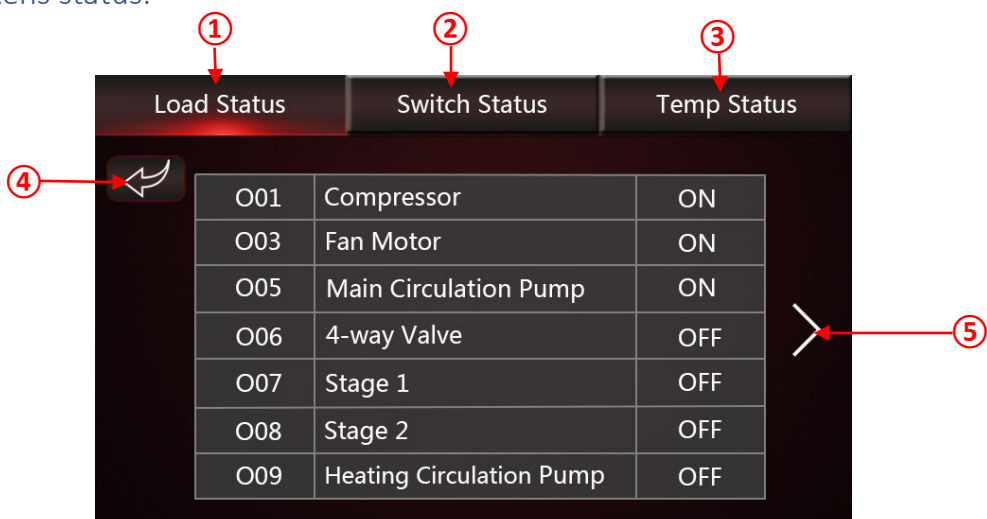 status.
① ② ③
Load Status Switch Status Temp Status
④
O01 Compressor ON
O03 Fan Motor ON
O05 Main Circulation Pump ON
⑤
O06 4-way Valve OFF
O07 Stage 1 OFF
O08 Stage 2 OFF
O09 Heating Circulation Pump OFF